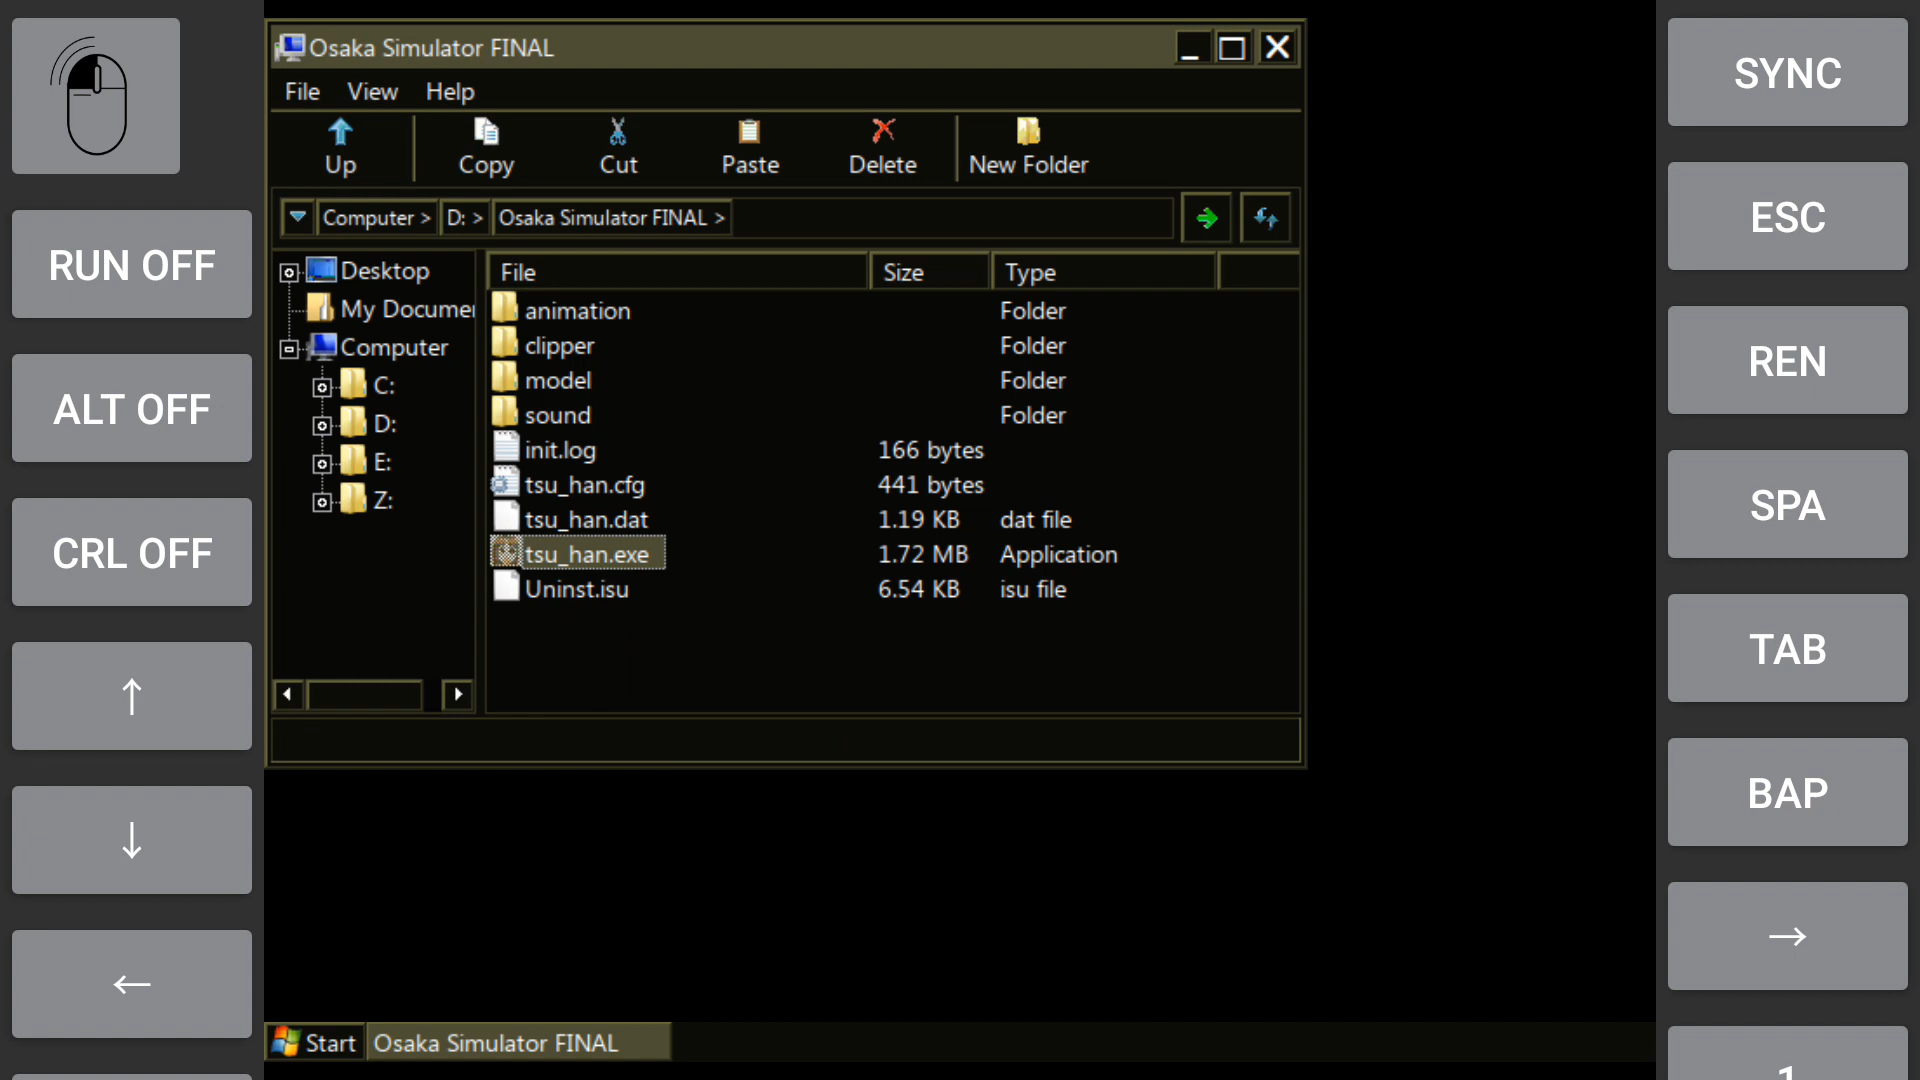 RUN OFF
ALT OFF
CRL OFF
↑
↓
←
Osaka Simulator FINAL
File View Help
Up Copy Cut Paste Delete New Folder
Computer > D: > Osaka Simulator FINAL >
Desktop
My Docume
Computer
C:
D:
E:
Z:
File Size Type
animation Folder
clipper Folder
model Folder
sound Folder
init.log 166 bytes
tsu_han.cfg 441 bytes
tsu_han.dat 1.19 KB dat file
tsu_han.exe 1.72 MB Application
Uninst.isu 6.54 KB isu file
Start Osaka Simulator FINAL
SYNC
ESC
REN
SPA
TAB
BAP
→